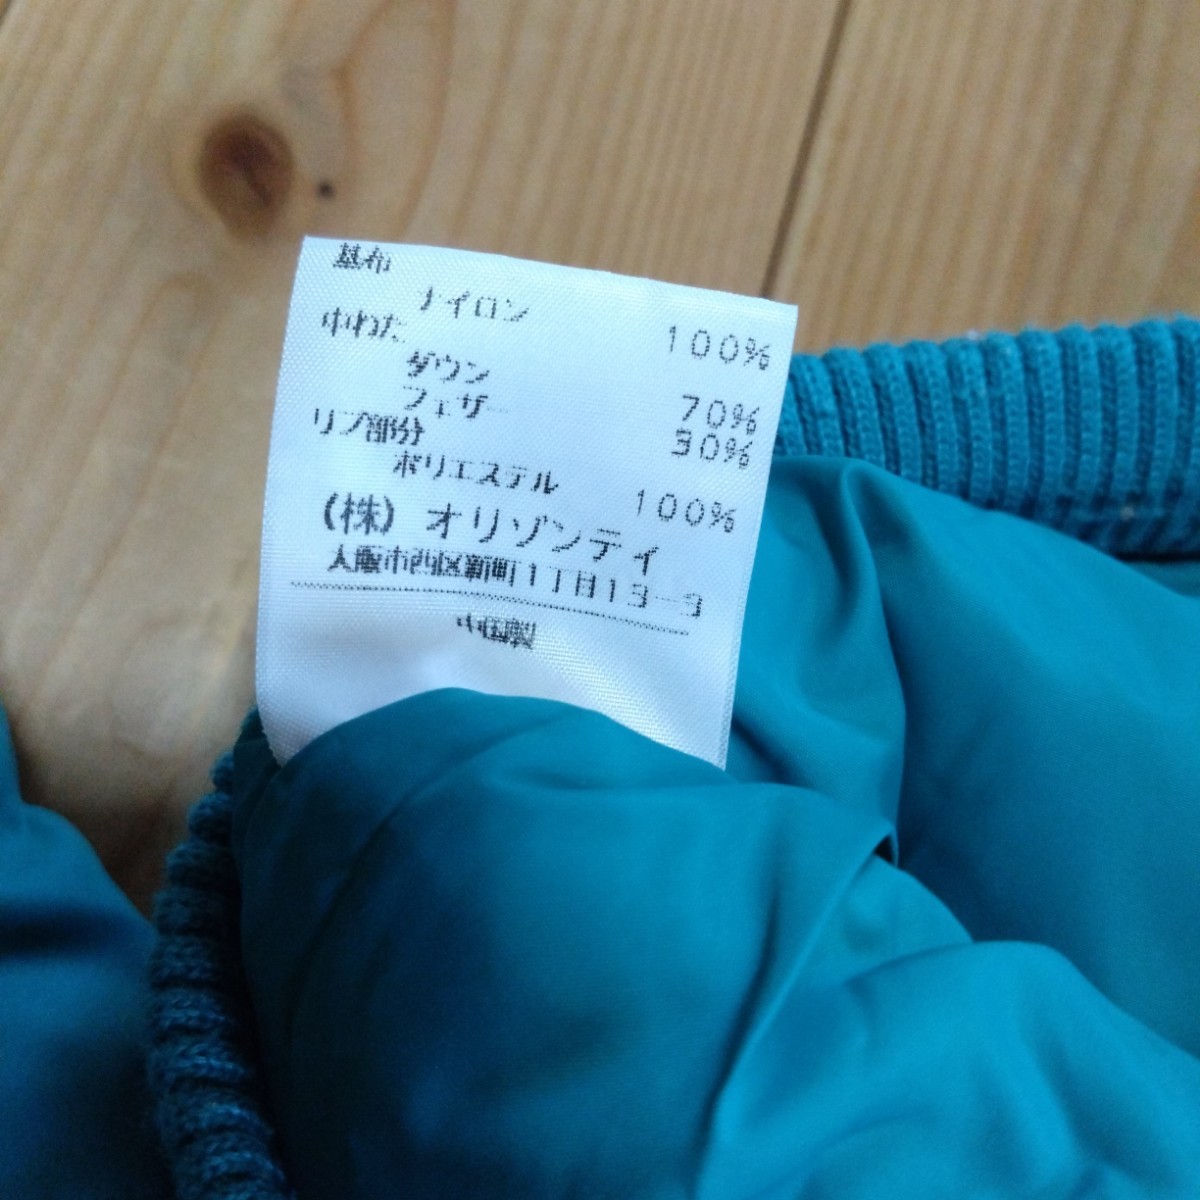 基布
ナイロン 100%
中わた
ダウン 70%
フェザー 30%
リブ部分
ポリエステル 100%
(株) オリゾンティ
大阪市西区新町1丁目13-3
中国製